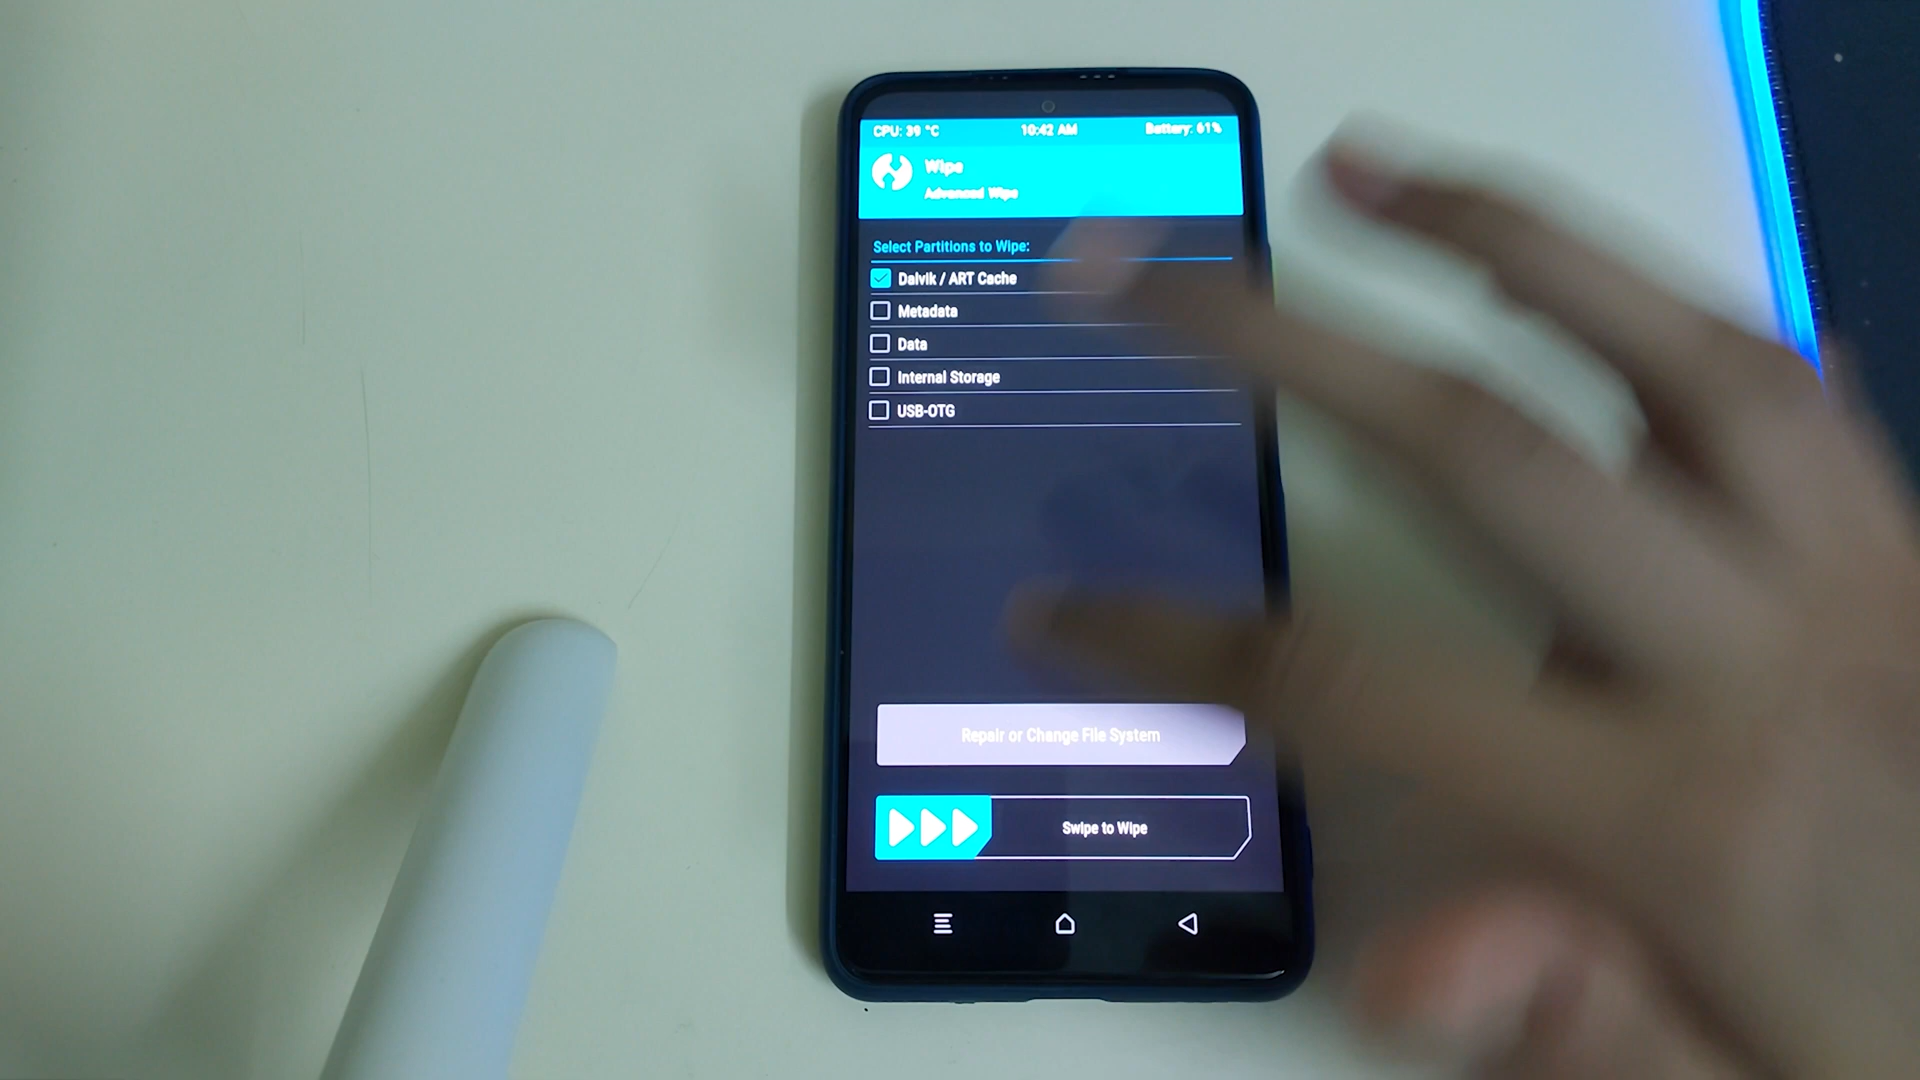 CPU: 39 °C 10:42 AM Battery: 61%
Wipe
Advanced Wipe
Select Partitions to Wipe:
Dalvik / ART Cache
Metadata
Data
Internal Storage
USB-OTG
Repair or Change File System
Swipe to Wipe